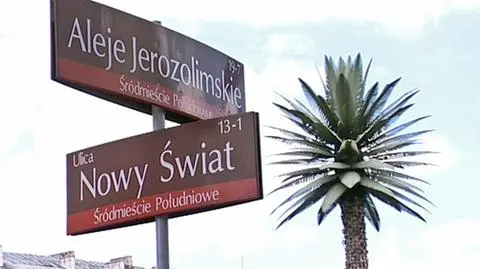 19-7
Aleje Jerozolimskie
Śródmieście Południowe
13-1
Ulica
Nowy Świat
Śródmieście Południowe